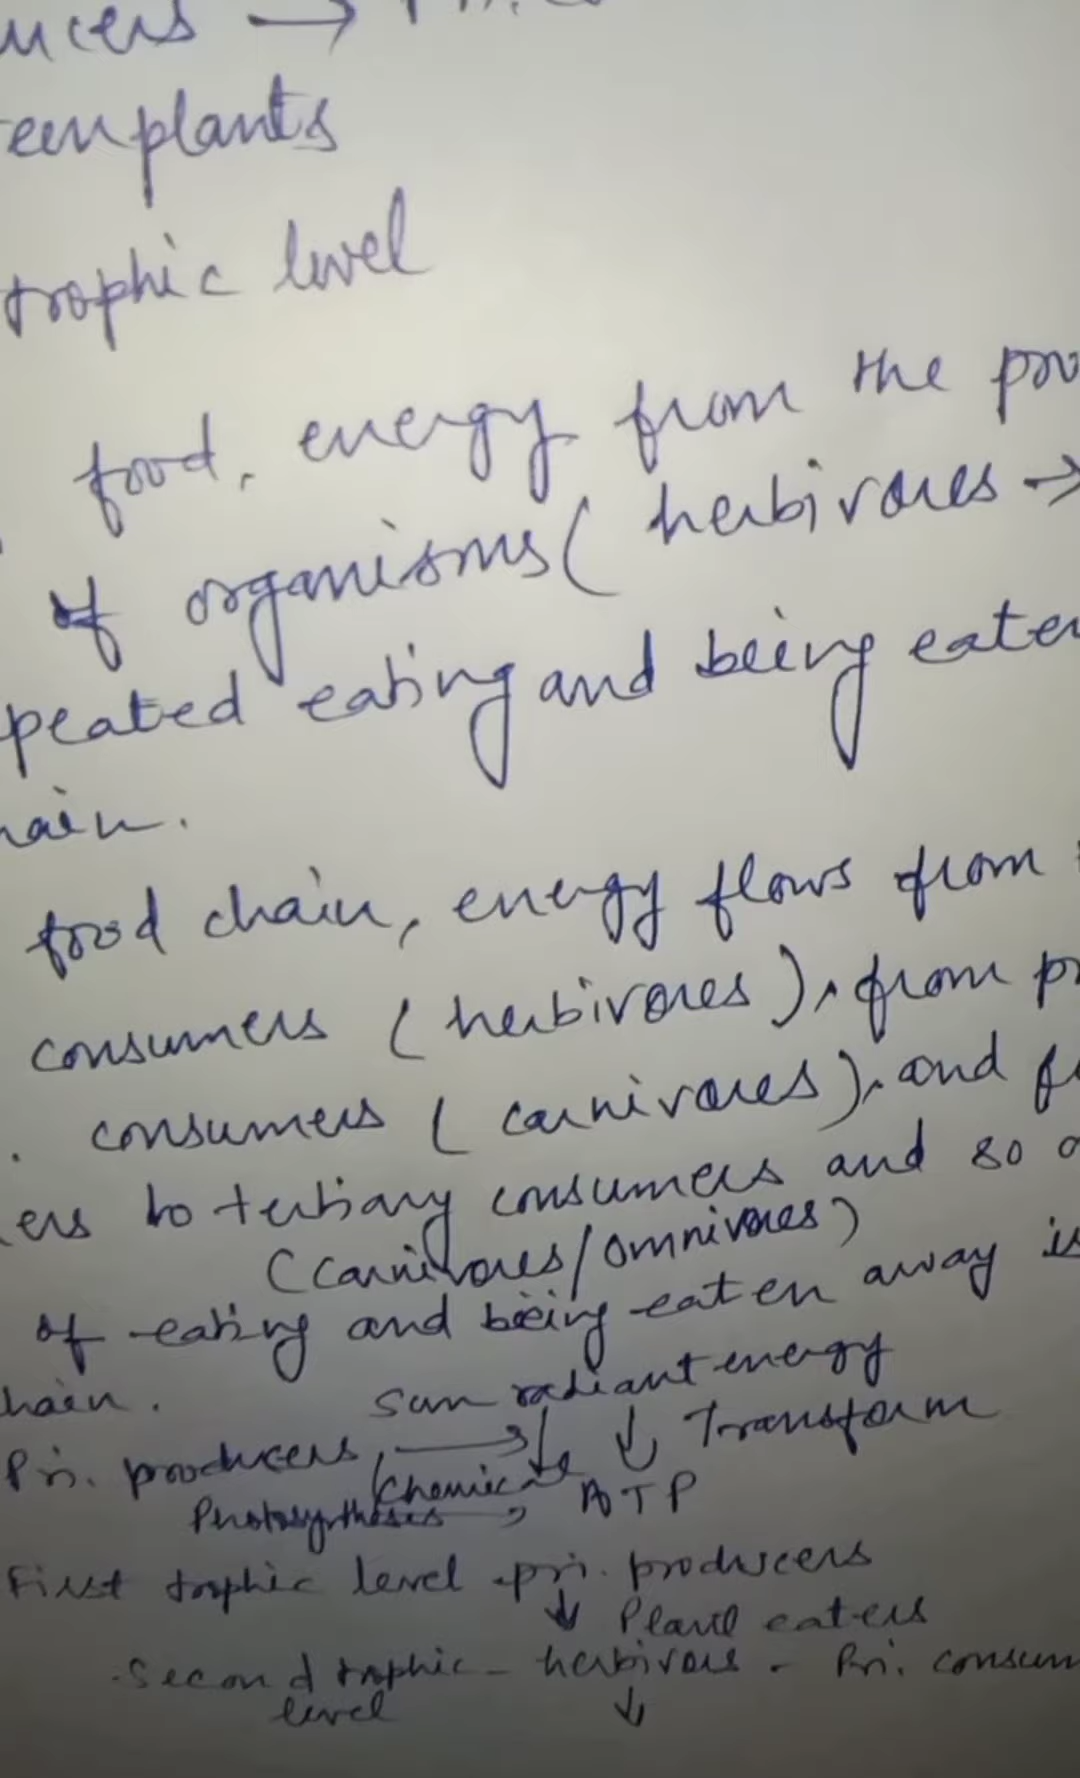 ucers →
een plants
trophic level
food, energy from the pro
of organisms ( herbivores →
peated eating and being eaten
hain.
food chain, energy flows from
consumers ( herbivores ), from pr
consumers ( carnivores ), and f
ers to tertiary consumers and so o
(Carnivores/omnivores)
of eating and being eaten away is
hain.
Sun radiant energy
Pri. producers → ↓ ↓ Transform
(Chemical ATP
Photosynthesis →
First trophic level pri. producers
↓ Plant eaters
Second trophic - herbivores - Pri. consum
level ↓